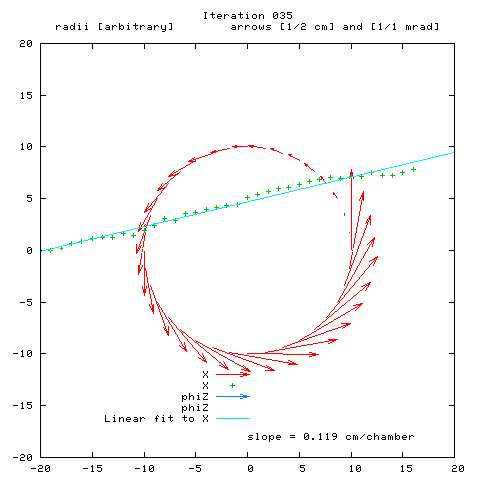 Iteration 035
radii [arbitrary] arrows [1/2 cm] and [1/1 mrad]
20
15
10
5
0
-5
-10
-15
-20
X
X
phiZ
phiZ
Linear fit to X
slope = 0.119 cm/chamber
-20 -15 -10 -5 0 5 10 15 20